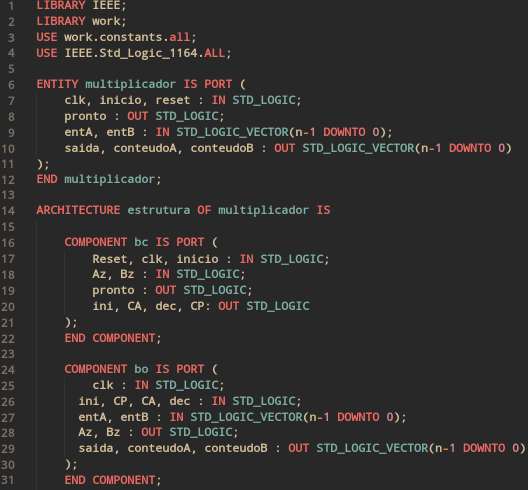 1 LIBRARY IEEE;
2 LIBRARY work;
3 USE work.constants.all;
4 USE IEEE.Std_Logic_1164.ALL;
5
6 ENTITY multiplicador IS PORT (
7 clk, inicio, reset : IN STD_LOGIC;
8 pronto : OUT STD_LOGIC;
9 entA, entB : IN STD_LOGIC_VECTOR(n-1 DOWNTO 0);
10 saida, conteudoA, conteudoB : OUT STD_LOGIC_VECTOR(n-1 DOWNTO 0)
11 );
12 END multiplicador;
13
14 ARCHITECTURE estrutura OF multiplicador IS
15
16 COMPONENT bc IS PORT (
17 Reset, clk, inicio : IN STD_LOGIC;
18 Az, Bz : IN STD_LOGIC;
19 pronto : OUT STD_LOGIC;
20 ini, CA, dec, CP: OUT STD_LOGIC
21 );
22 END COMPONENT;
23
24 COMPONENT bo IS PORT (
25 clk : IN STD_LOGIC;
26 ini, CP, CA, dec : IN STD_LOGIC;
27 entA, entB : IN STD_LOGIC_VECTOR(n-1 DOWNTO 0);
28 Az, Bz : OUT STD_LOGIC;
29 saida, conteudoA, conteudoB : OUT STD_LOGIC_VECTOR(n-1 DOWNTO 0)
30 );
31 END COMPONENT;